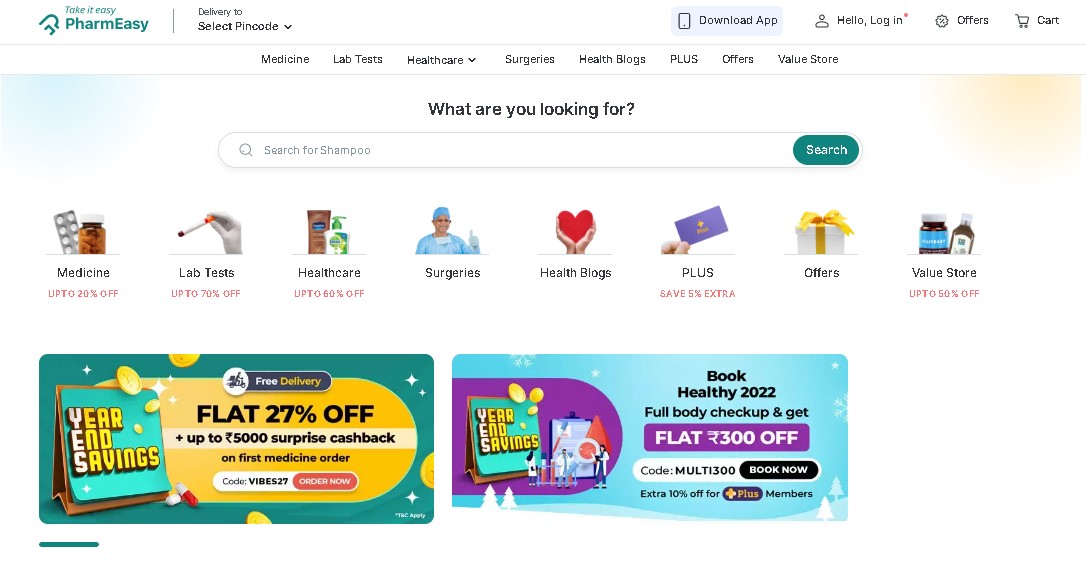 Take it easy
PharmEasy
Delivery to
Select Pincode
Download App
Hello, Log in
Offers
Cart
Medicine
Lab Tests
Healthcare
Surgeries
Health Blogs
PLUS
Offers
Value Store
What are you looking for?
Search for Shampoo
Search
Medicine
UPTO 20% OFF
Lab Tests
UPTO 70% OFF
Healthcare
UPTO 60% OFF
Surgeries
Health Blogs
PLUS
SAVE 5% EXTRA
Offers
Value Store
UPTO 50% OFF
YEAR
END
SAVINGS
Free Delivery
FLAT 27% OFF
+ up to ₹5000 surprise cashback
on first medicine order
Code: VIBES27
ORDER NOW
*T&C Apply
YEAR
END
SAVINGS
Book
Healthy 2022
Full body checkup & get
FLAT ₹300 OFF
Code: MULTI300
BOOK NOW
Extra 10% off for Plus Members